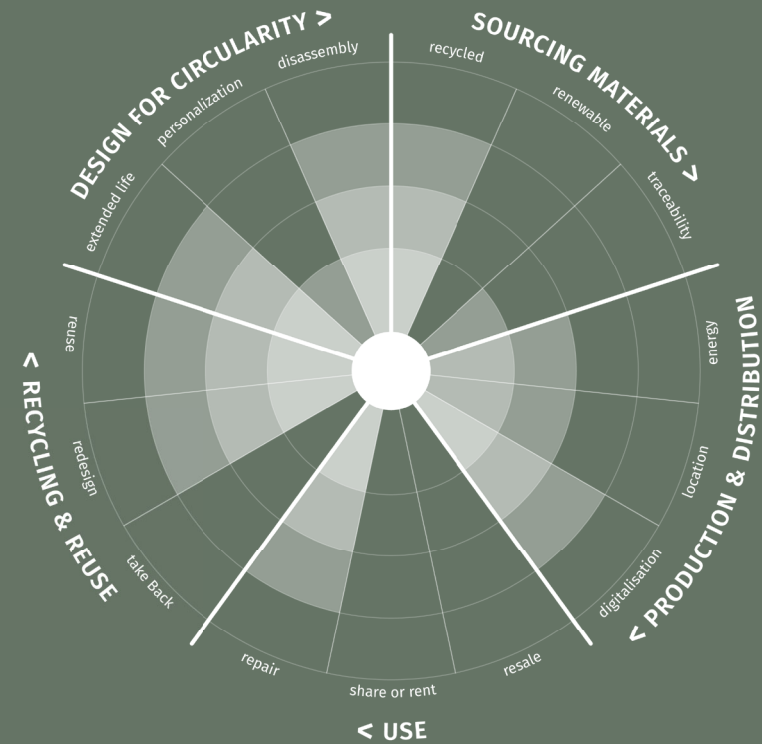 DESIGN FOR CIRCULARITY >
extended life
personalization
disassembly
SOURCING MATERIALS >
recycled
renewable
traceability
< PRODUCTION & DISTRIBUTION
energy
location
digitalisation
< USE
resale
share or rent
repair
< RECYCLING & REUSE
take Back
redesign
reuse